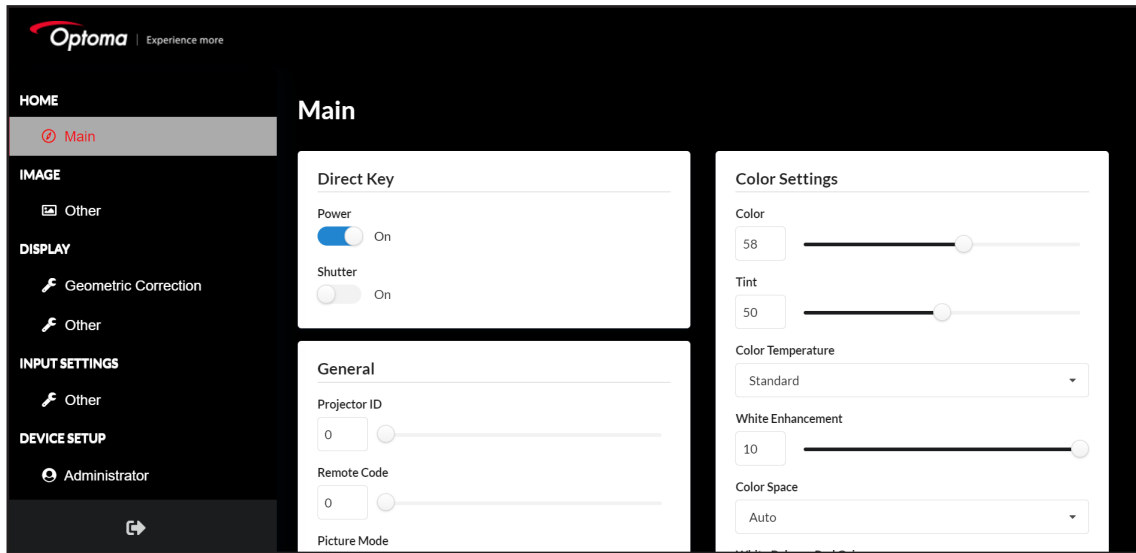 Optoma | Experience more
HOME
Main
IMAGE
Other
DISPLAY
Geometric Correction
Other
INPUT SETTINGS
Other
DEVICE SETUP
Administrator
Main
Direct Key
Power
On
Shutter
On
General
Projector ID
0
Remote Code
0
Picture Mode
Color Settings
Color
58
Tint
50
Color Temperature
Standard
White Enhancement
10
Color Space
Auto